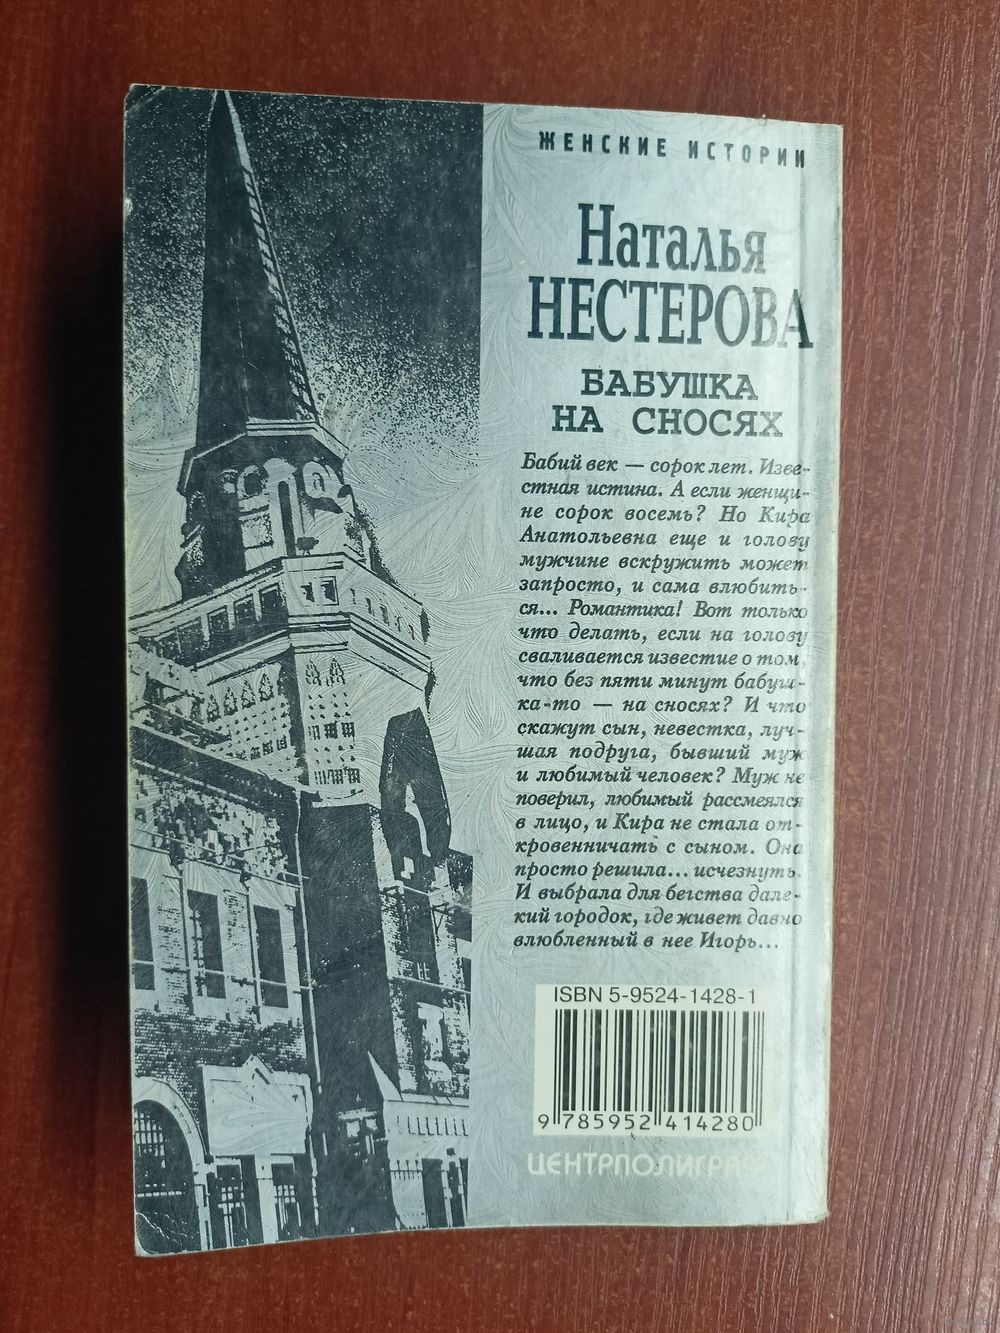 ЖЕНСКИЕ ИСТОРИИ
Наталья
НЕСТЕРОВА
БАБУШКА
НА СНОСЯХ
Бабий век — сорок лет. Изве-
стная истина. А если женщи-
не сорок восемь? Но Кира
Анатольевна еще и голову
мужчине вскружить может
запросто, и сама влюбить-
ся... Романтика! Вот только
что делать, если на голову
сваливается известие о том,
что без пяти минут бабуш-
ка-то — на сносях? И что
скажут сын, невестка, луч-
шая подруга, бывший муж
и любимый человек? Муж не
поверил, любимый рассмеялся
в лицо, и Кира не стала от-
кровенничать с сыном. Она
просто решила... исчезнуть.
И выбрала для бегства дале-
кий городок, где живет давно
влюбленный в нее Игорь...
ISBN 5-9524-1428-1
9 785952 414280
ЦЕНТРПОЛИГРАФ